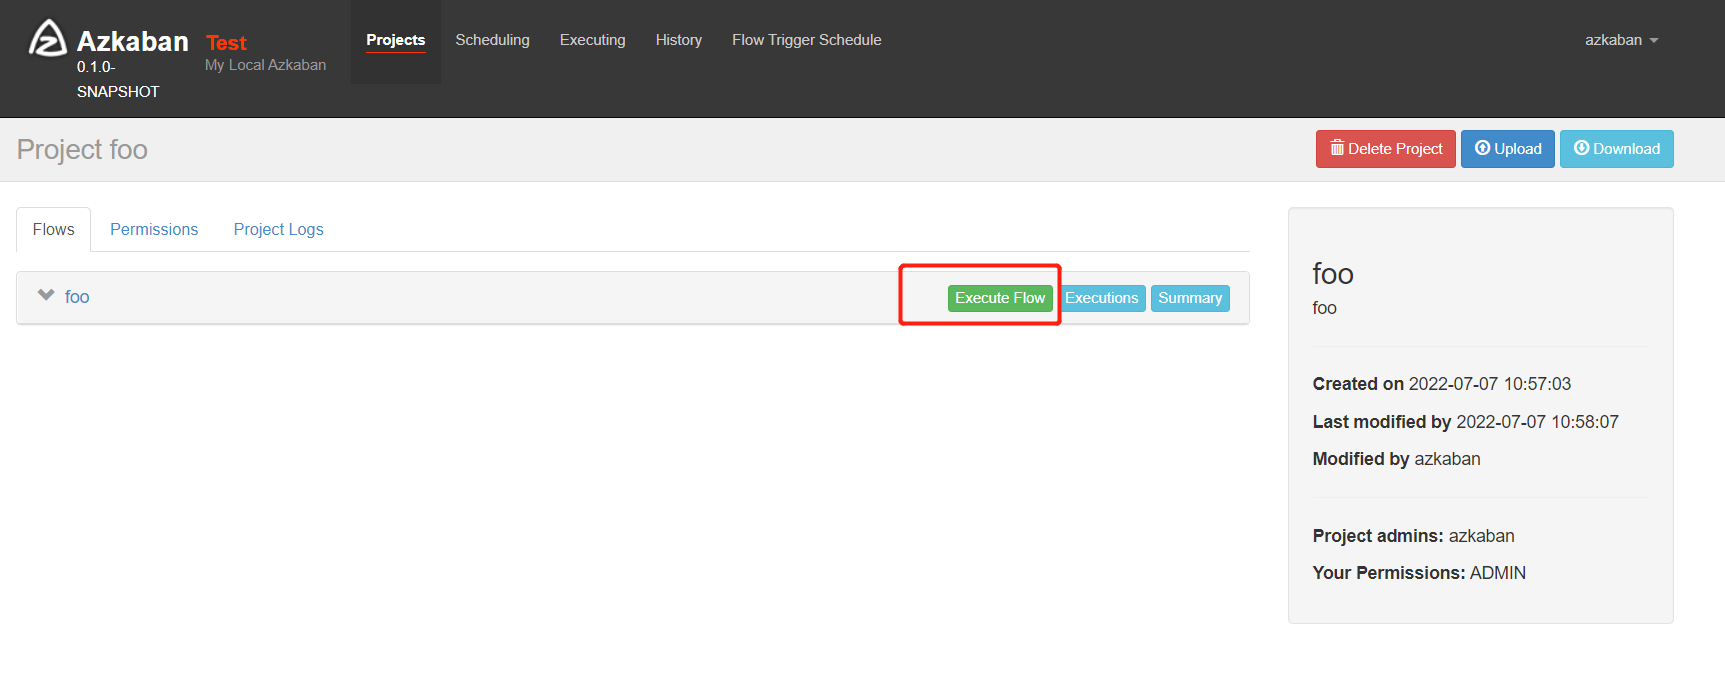 Azkaban
0.1.0-
SNAPSHOT
Test
My Local Azkaban
Projects
Scheduling
Executing
History
Flow Trigger Schedule
azkaban
Project foo
Delete Project
Upload
Download
Flows
Permissions
Project Logs
foo
Execute Flow
Executions
Summary
foo
foo
Created on 2022-07-07 10:57:03
Last modified by 2022-07-07 10:58:07
Modified by azkaban
Project admins: azkaban
Your Permissions: ADMIN